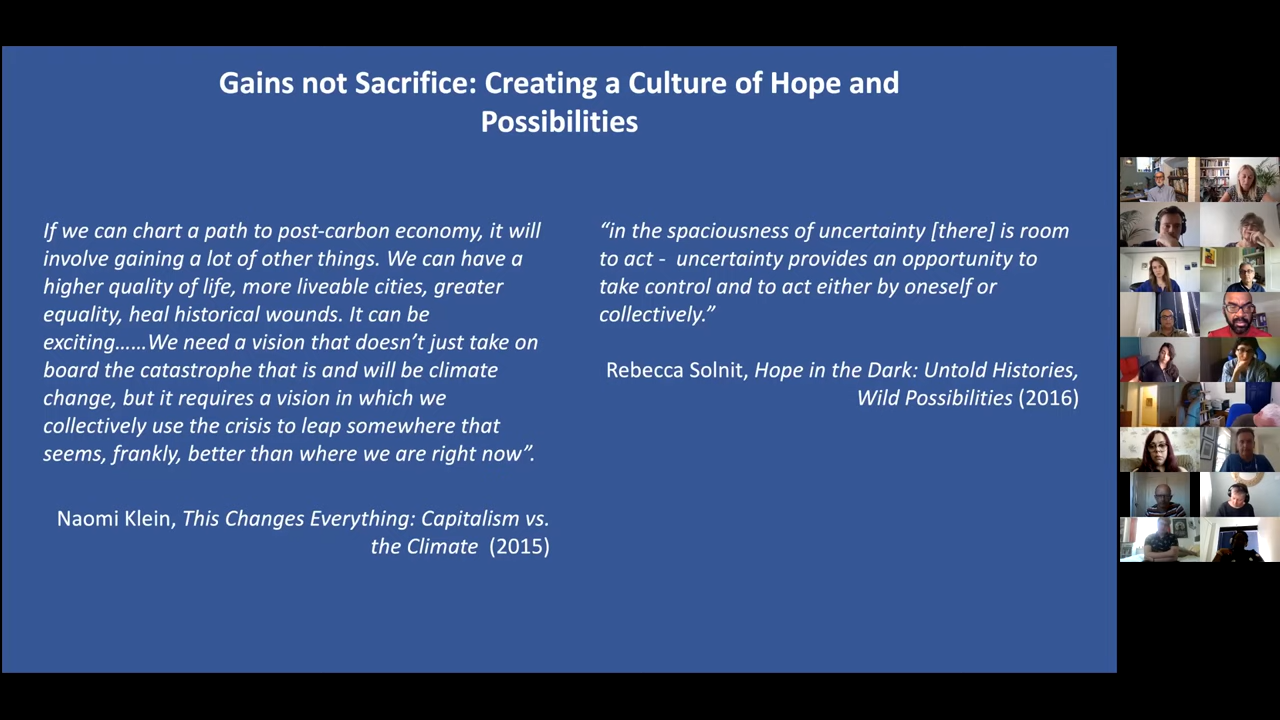 Gains not Sacrifice: Creating a Culture of Hope and
Possibilities
If we can chart a path to post-carbon economy, it will
involve gaining a lot of other things. We can have a
higher quality of life, more liveable cities, greater
equality, heal historical wounds. It can be
exciting……We need a vision that doesn’t just take on
board the catastrophe that is and will be climate
change, but it requires a vision in which we
collectively use the crisis to leap somewhere that
seems, frankly, better than where we are right now”.
Naomi Klein, This Changes Everything: Capitalism vs.
the Climate (2015)
“in the spaciousness of uncertainty [there] is room
to act - uncertainty provides an opportunity to
take control and to act either by oneself or
collectively.”
Rebecca Solnit, Hope in the Dark: Untold Histories,
Wild Possibilities (2016)